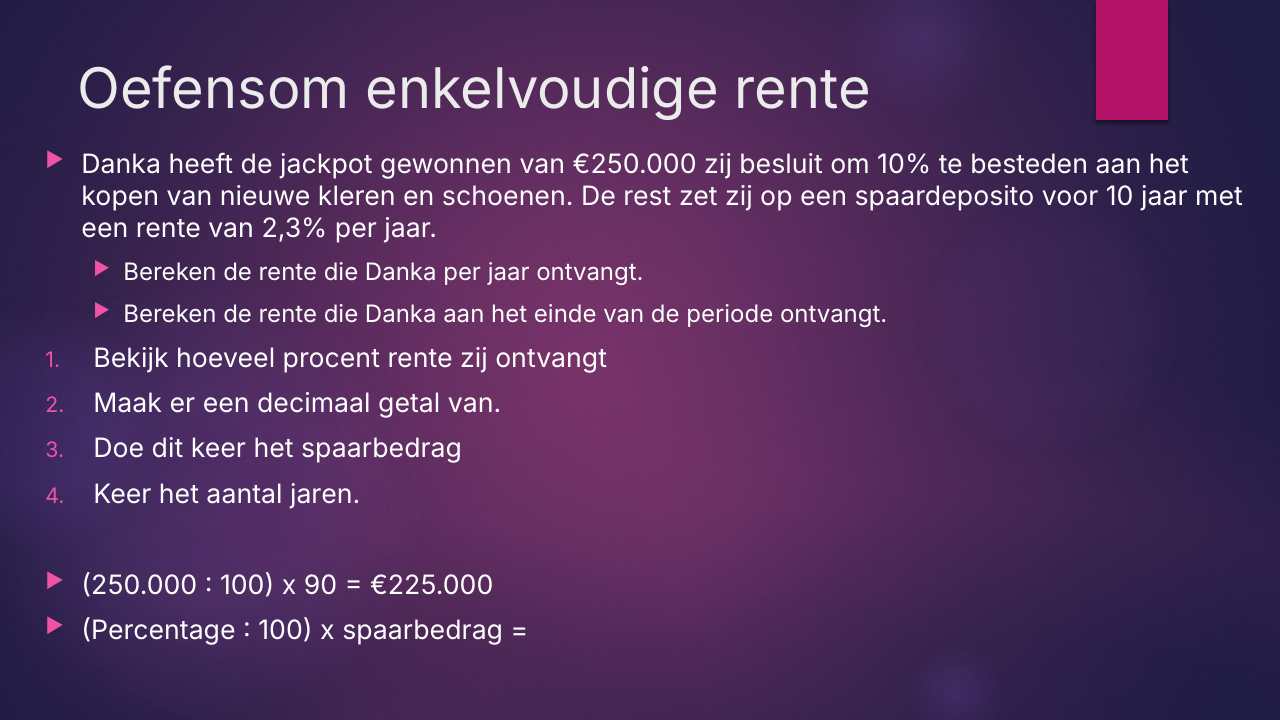 Oefensom enkelvoudige rente
Danka heeft de jackpot gewonnen van €250.000 zij besluit om 10% te besteden aan het
kopen van nieuwe kleren en schoenen. De rest zet zij op een spaardeposito voor 10 jaar met
een rente van 2,3% per jaar.
Bereken de rente die Danka per jaar ontvangt.
Bereken de rente die Danka aan het einde van de periode ontvangt.
1. Bekijk hoeveel procent rente zij ontvangt
2. Maak er een decimaal getal van.
3. Doe dit keer het spaarbedrag
4. Keer het aantal jaren.
(250.000 : 100) x 90 = €225.000
(Percentage : 100) x spaarbedrag =